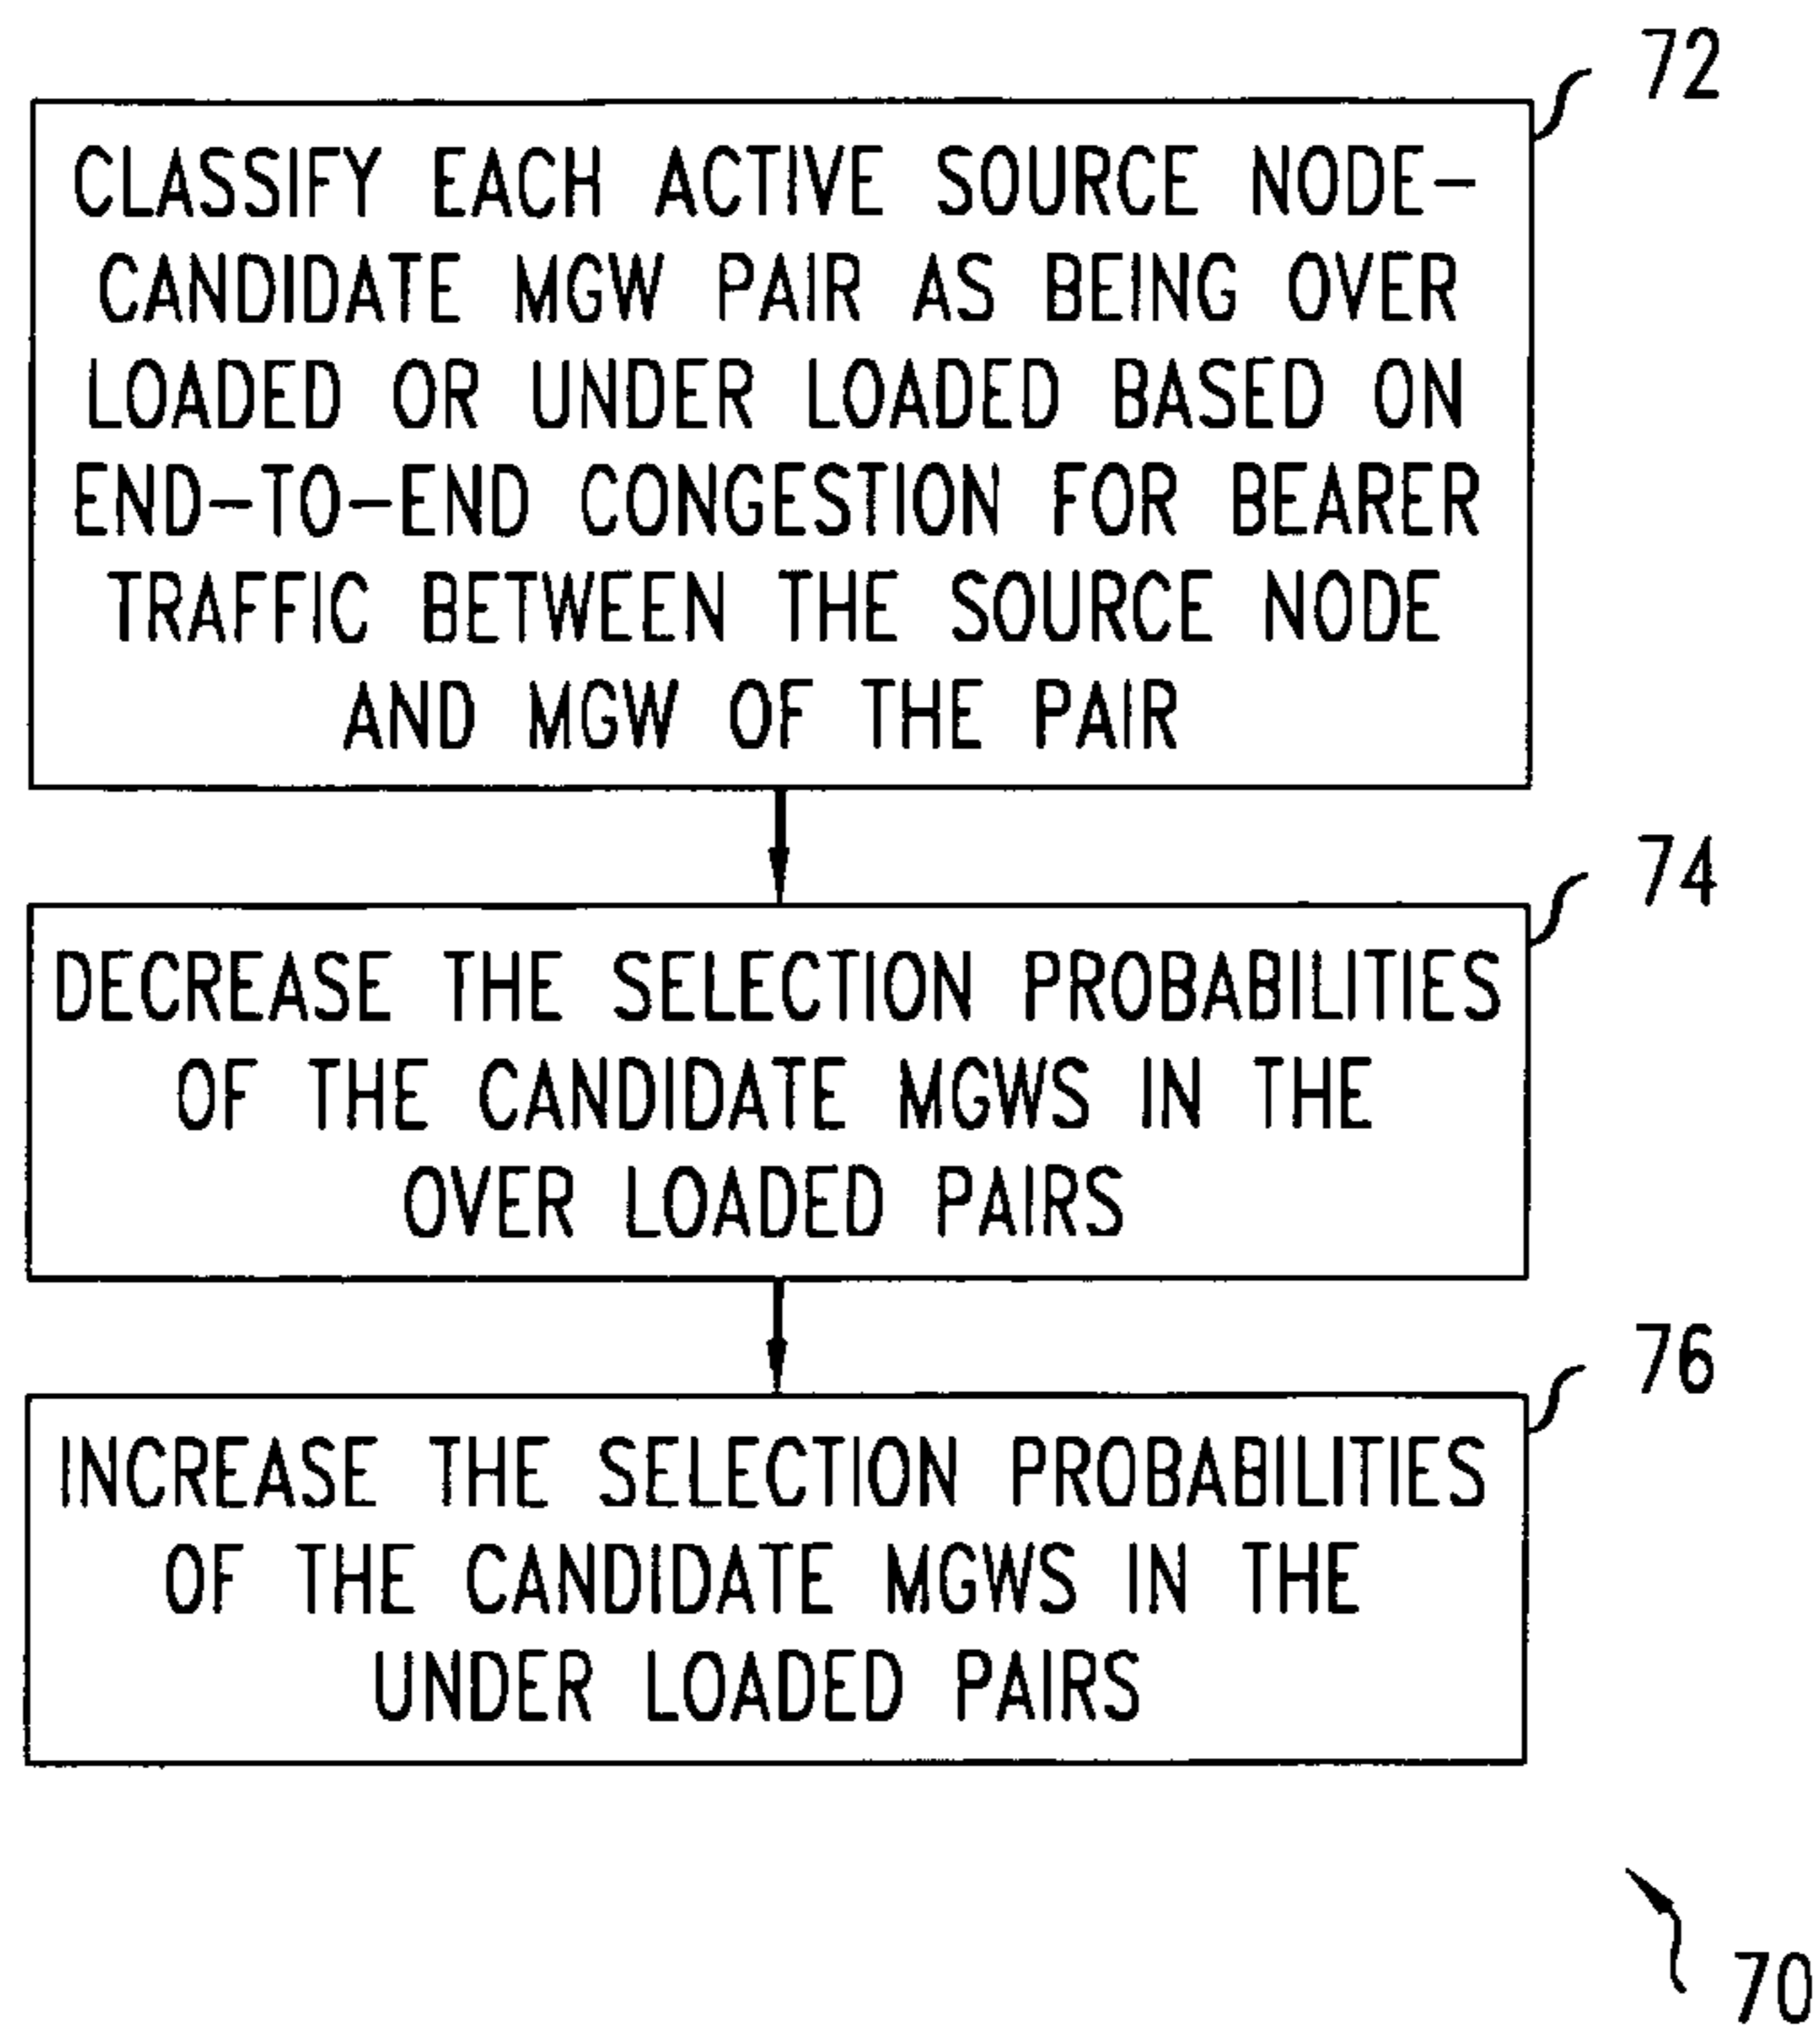 72
CLASSIFY EACH ACTIVE SOURCE NODE-
CANDIDATE MGW PAIR AS BEING OVER
LOADED OR UNDER LOADED BASED ON
END-TO-END CONGESTION FOR BEARER
TRAFFIC BETWEEN THE SOURCE NODE
AND MGW OF THE PAIR
74
DECREASE THE SELECTION PROBABILITIES
OF THE CANDIDATE MGWS IN THE
OVER LOADED PAIRS
76
INCREASE THE SELECTION PROBABILITIES
OF THE CANDIDATE MGWS IN THE
UNDER LOADED PAIRS
70